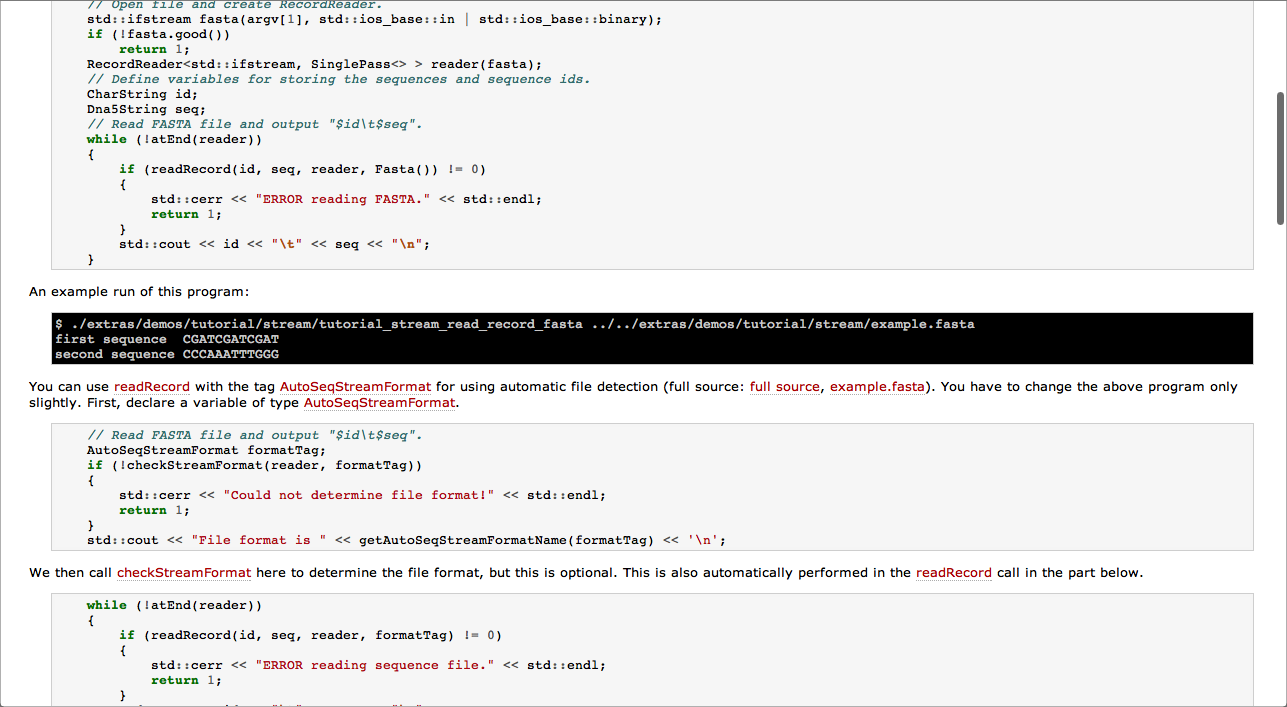 // Open file and create RecordReader.
std::ifstream fasta(argv[1], std::ios_base::in | std::ios_base::binary);
if (!fasta.good())
    return 1;
RecordReader<std::ifstream, SinglePass<> > reader(fasta);
// Define variables for storing the sequences and sequence ids.
CharString id;
Dna5String seq;
// Read FASTA file and output "$id\t$seq".
while (!atEnd(reader))
{
    if (readRecord(id, seq, reader, Fasta()) != 0)
    {
        std::cerr << "ERROR reading FASTA." << std::endl;
        return 1;
    }
    std::cout << id << "\t" << seq << "\n";
}
An example run of this program:
$ ./extras/demos/tutorial/stream/tutorial_stream_read_record_fasta ../../extras/demos/tutorial/stream/example.fasta
first sequence  CGATCGATCGAT
second sequence CCCAAATTTGGG
You can use readRecord with the tag AutoSeqStreamFormat for using automatic file detection (full source: full source, example.fasta). You have to change the above program only
slightly. First, declare a variable of type AutoSeqStreamFormat.
// Read FASTA file and output "$id\t$seq".
AutoSeqStreamFormat formatTag;
if (!checkStreamFormat(reader, formatTag))
{
    std::cerr << "Could not determine file format!" << std::endl;
    return 1;
}
std::cout << "File format is " << getAutoSeqStreamFormatName(formatTag) << '\n';
We then call checkStreamFormat here to determine the file format, but this is optional. This is also automatically performed in the readRecord call in the part below.
while (!atEnd(reader))
{
    if (readRecord(id, seq, reader, formatTag) != 0)
    {
        std::cerr << "ERROR reading sequence file." << std::endl;
        return 1;
    }